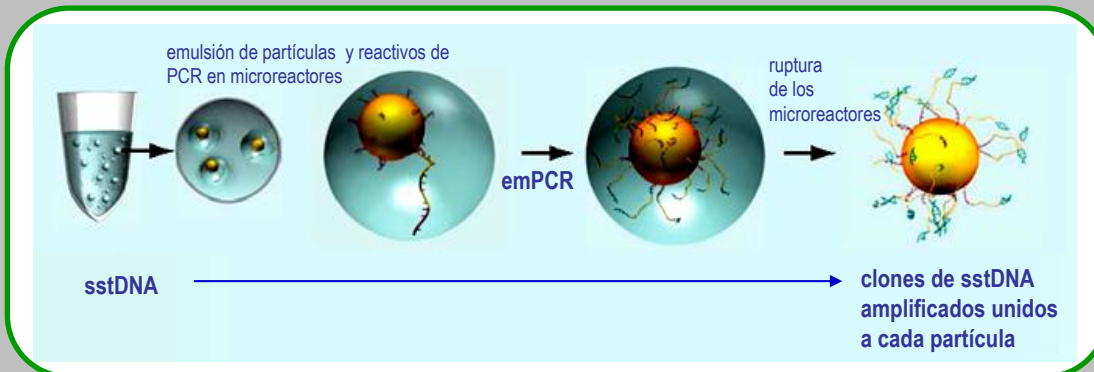 emulsión de partículas y reactivos de
PCR en microreactores
ruptura
de los
microreactores
emPCR
sstDNA
clones de sstDNA
amplificados unidos
a cada partícula